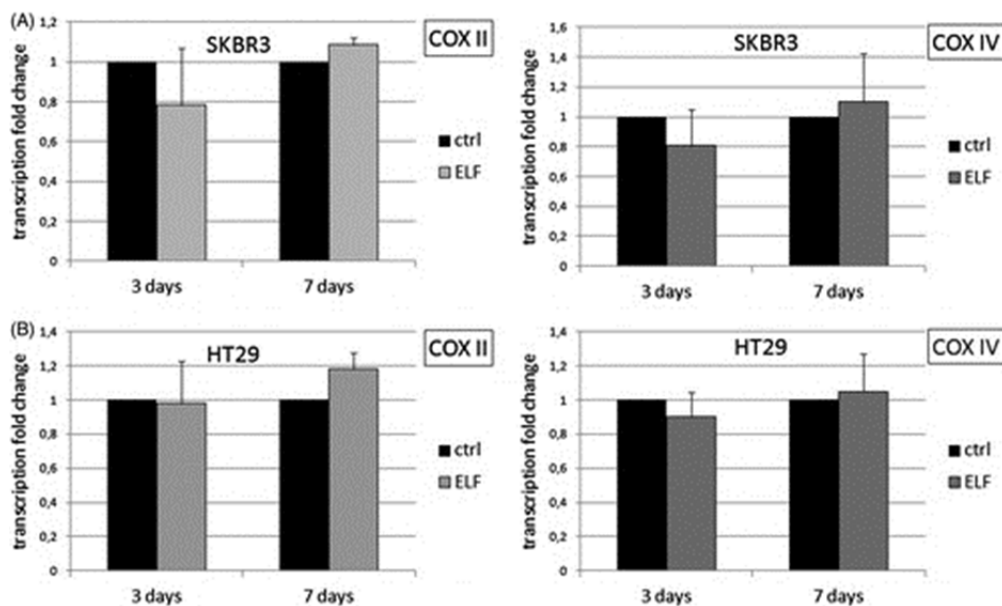 (A)
SKBR3
COX II
transcription fold change
1,2
1
0,8
0,6
0,4
0,2
0
3 days
7 days
ctrl
ELF
SKBR3
COX IV
transcription fold change
1,6
1,4
1,2
1
0,8
0,6
0,4
0,2
0
3 days
7 days
ctrl
ELF
(B)
HT29
COX II
transcription fold change
1,4
1,2
1
0,8
0,6
0,4
0,2
0
3 days
7 days
ctrl
ELF
HT29
COX IV
transcription fold change
1,4
1,2
1
0,8
0,6
0,4
0,2
0
3 days
7 days
ctrl
ELF